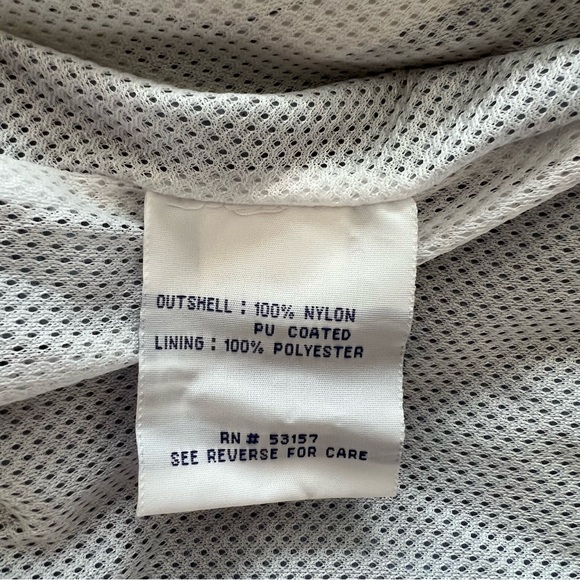 OUTSHELL : 100% NYLON
PU COATED
LINING : 100% POLYESTER
RN # 53157
SEE REVERSE FOR CARE